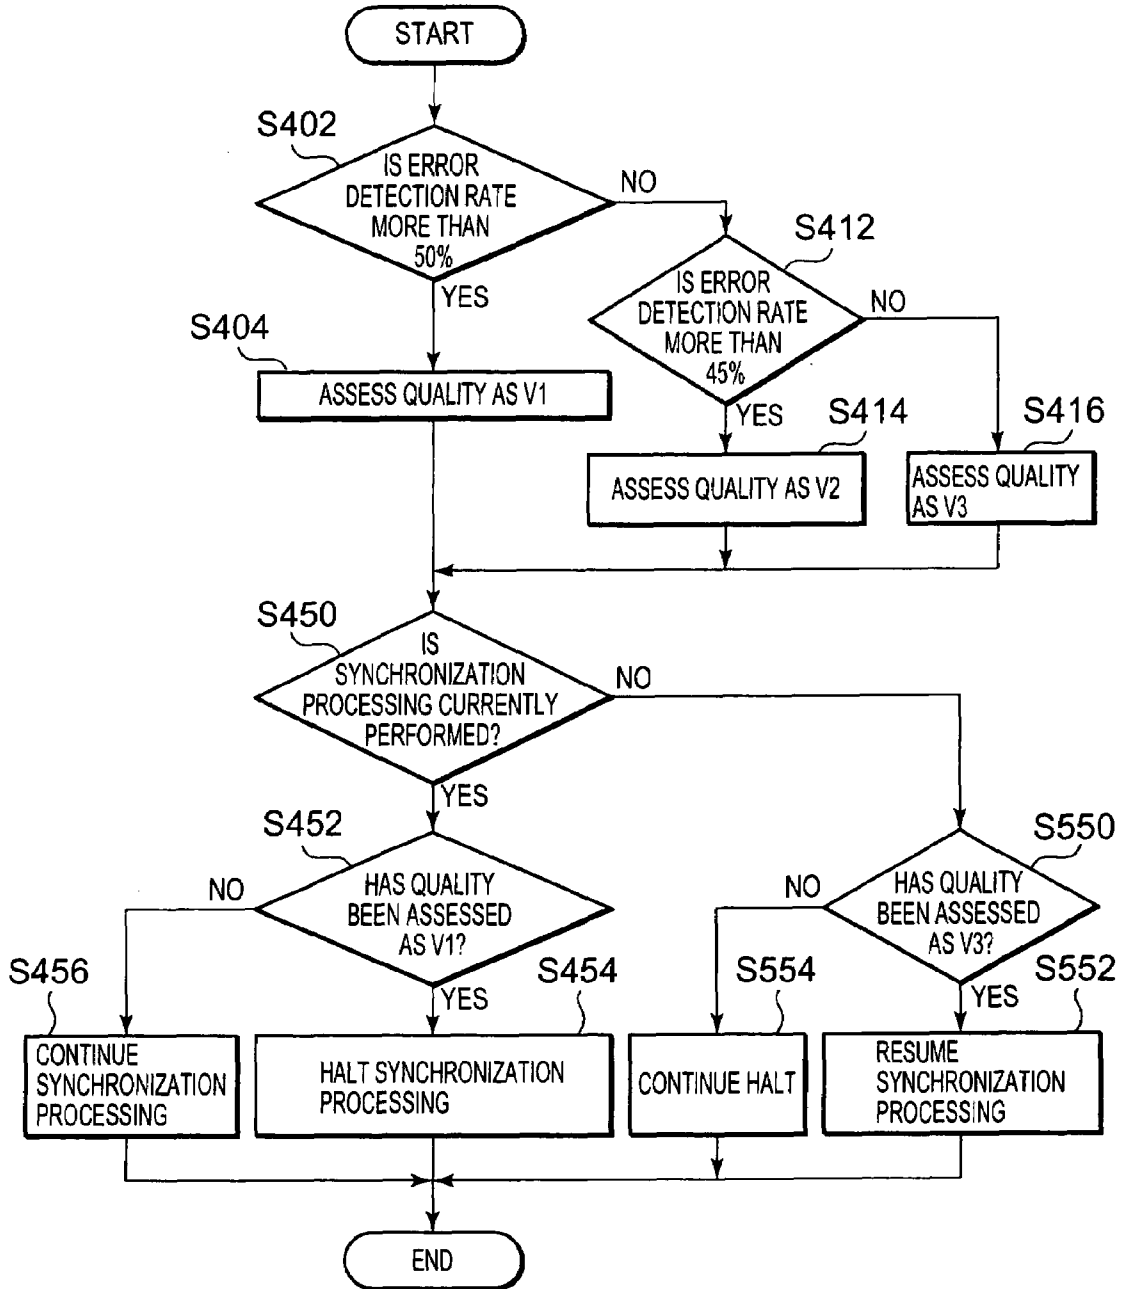 START
S402
IS ERROR
DETECTION RATE
MORE THAN
50%
NO
YES
S412
IS ERROR
DETECTION RATE
MORE THAN
45%
NO
YES
S404
ASSESS QUALITY AS V1
S414
ASSESS QUALITY AS V2
S416
ASSESS QUALITY
AS V3
S450
IS
SYNCHRONIZATION
PROCESSING CURRENTLY
PERFORMED?
NO
YES
S452
HAS QUALITY
BEEN ASSESSED
AS V1?
NO
YES
S550
HAS QUALITY
BEEN ASSESSED
AS V3?
NO
YES
S456
CONTINUE
SYNCHRONIZATION
PROCESSING
S454
HALT SYNCHRONIZATION
PROCESSING
S554
CONTINUE HALT
S552
RESUME
SYNCHRONIZATION
PROCESSING
END